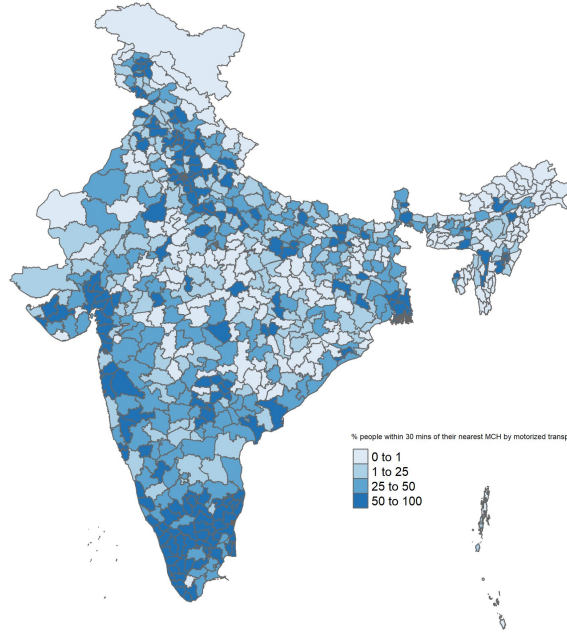 % people within 30 mins of their nearest MCH by motorized transp
0 to 1
1 to 25
25 to 50
50 to 100